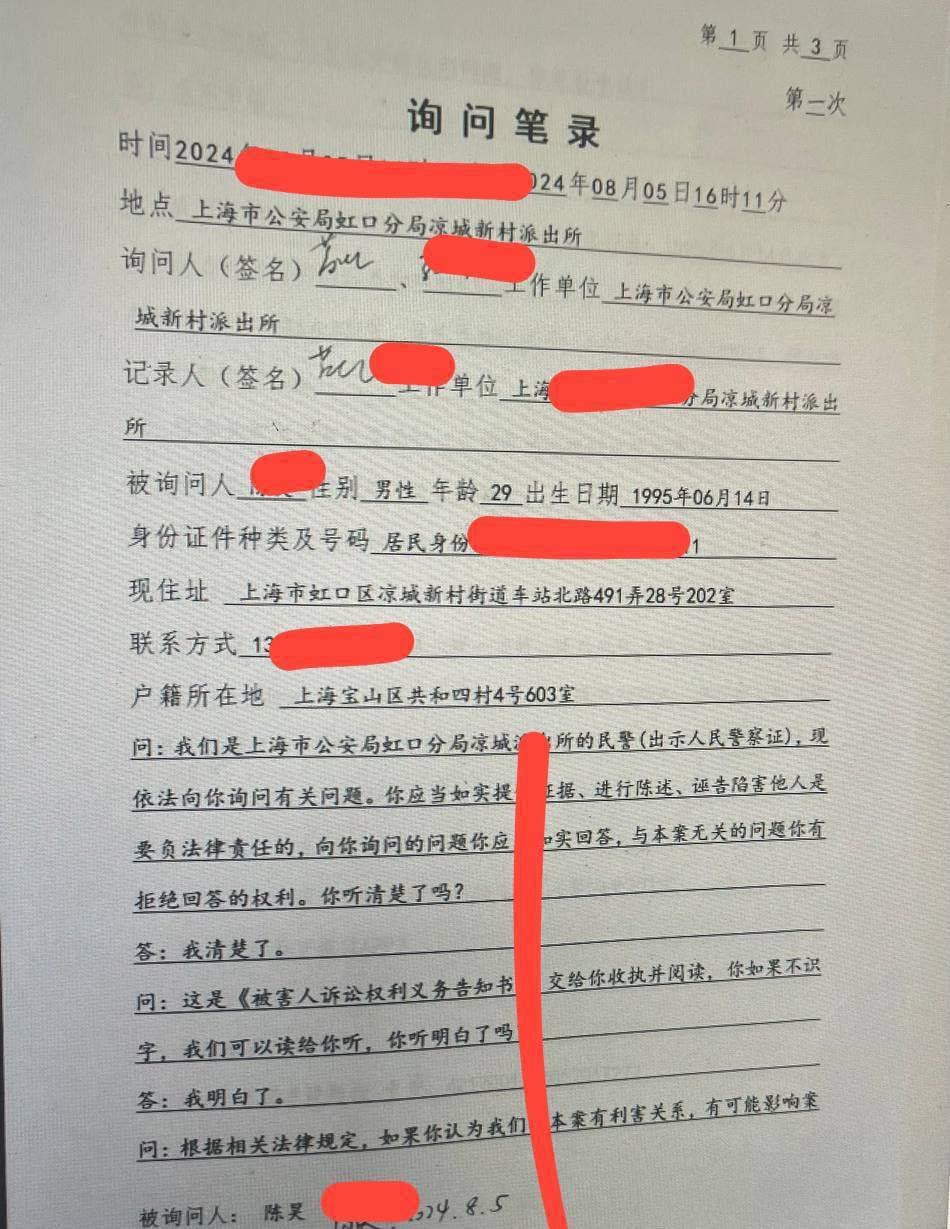 第 1 页 共 3 页
第二次
询问笔录
时间2024年 024年08月05日16时11分
地点 上海市公安局虹口分局凉城新村派出所
询问人（签名） 、 工作单位 上海市公安局虹口分局凉
城新村派出所
记录人（签名） 工作单位 上海 分局凉城新村派出
所
被询问人 性别 男性 年龄 29 出生日期 1995年06月14日
身份证件种类及号码 居民身份 1
现住址 上海市虹口区凉城新村街道车站北路491弄28号202室
联系方式 13
户籍所在地 上海宝山区共和四村4号603室
问：我们是上海市公安局虹口分局凉城 所的民警(出示人民警察证)，现
依法向你询问有关问题。你应当如实提 证据、进行陈述、诬告陷害他人是
要负法律责任的，向你询问的问题你应 如实回答，与本案无关的问题你有
拒绝回答的权利。你听清楚了吗？
答：我清楚了。
问：这是《被害人诉讼权利义务告知书 交给你收执并阅读，你如果不识
字，我们可以读给你听，你听明白了吗
答：我明白了。
问：根据相关法律规定，如果你认为我们 本案有利害关系，有可能影响案
被询问人： 陈昊 2024.8.5